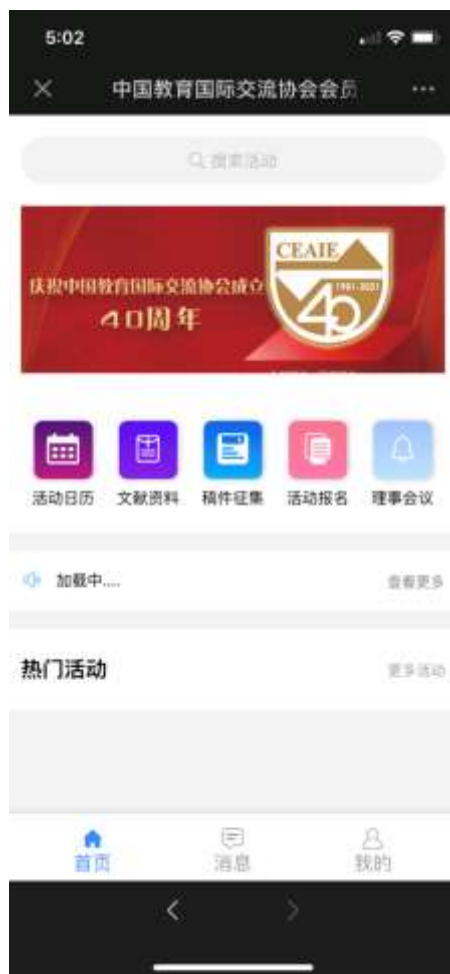 5:02
中国教育国际交流协会会员
搜索活动
CEAIE
1981-2021
40
庆祝中国教育国际交流协会成立
40周年
活动日历 文献资料 稿件征集 活动报名 理事会议
加载中.... 查看更多
热门活动 更多活动
首页 消息 我的